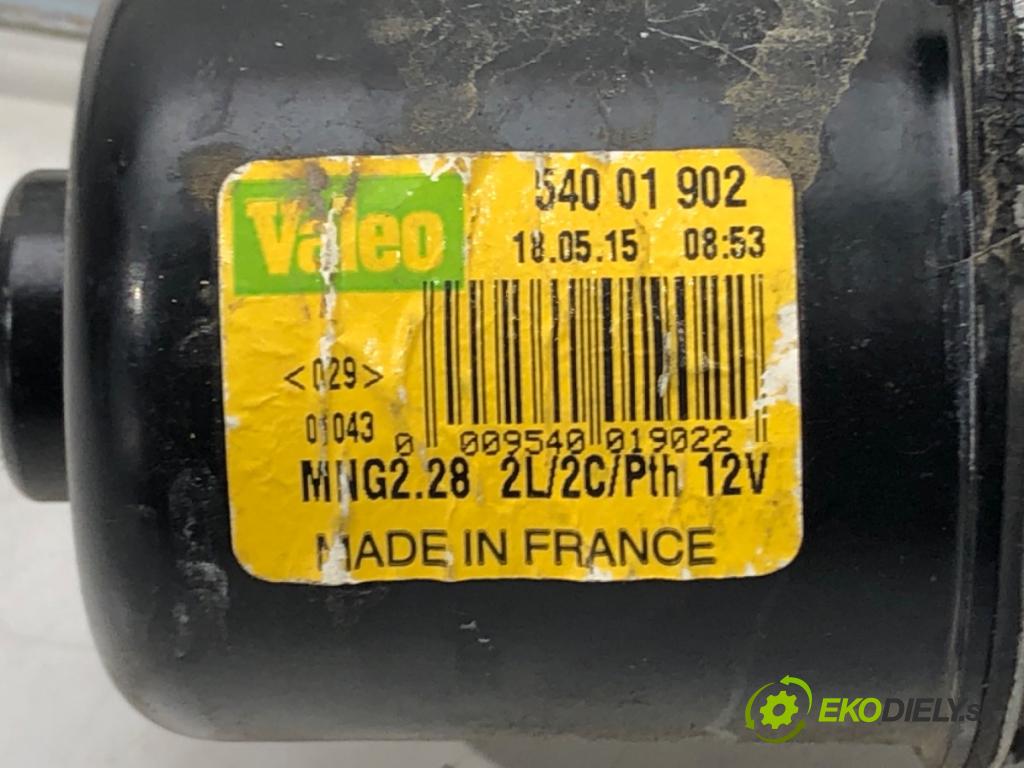 Valeo
540 01 902
18.05.15 08:53
<029>
01043
0 009540 019022
MNG2.28 2L/2C/Pth 12V
MADE IN FRANCE
EKODIELY.s